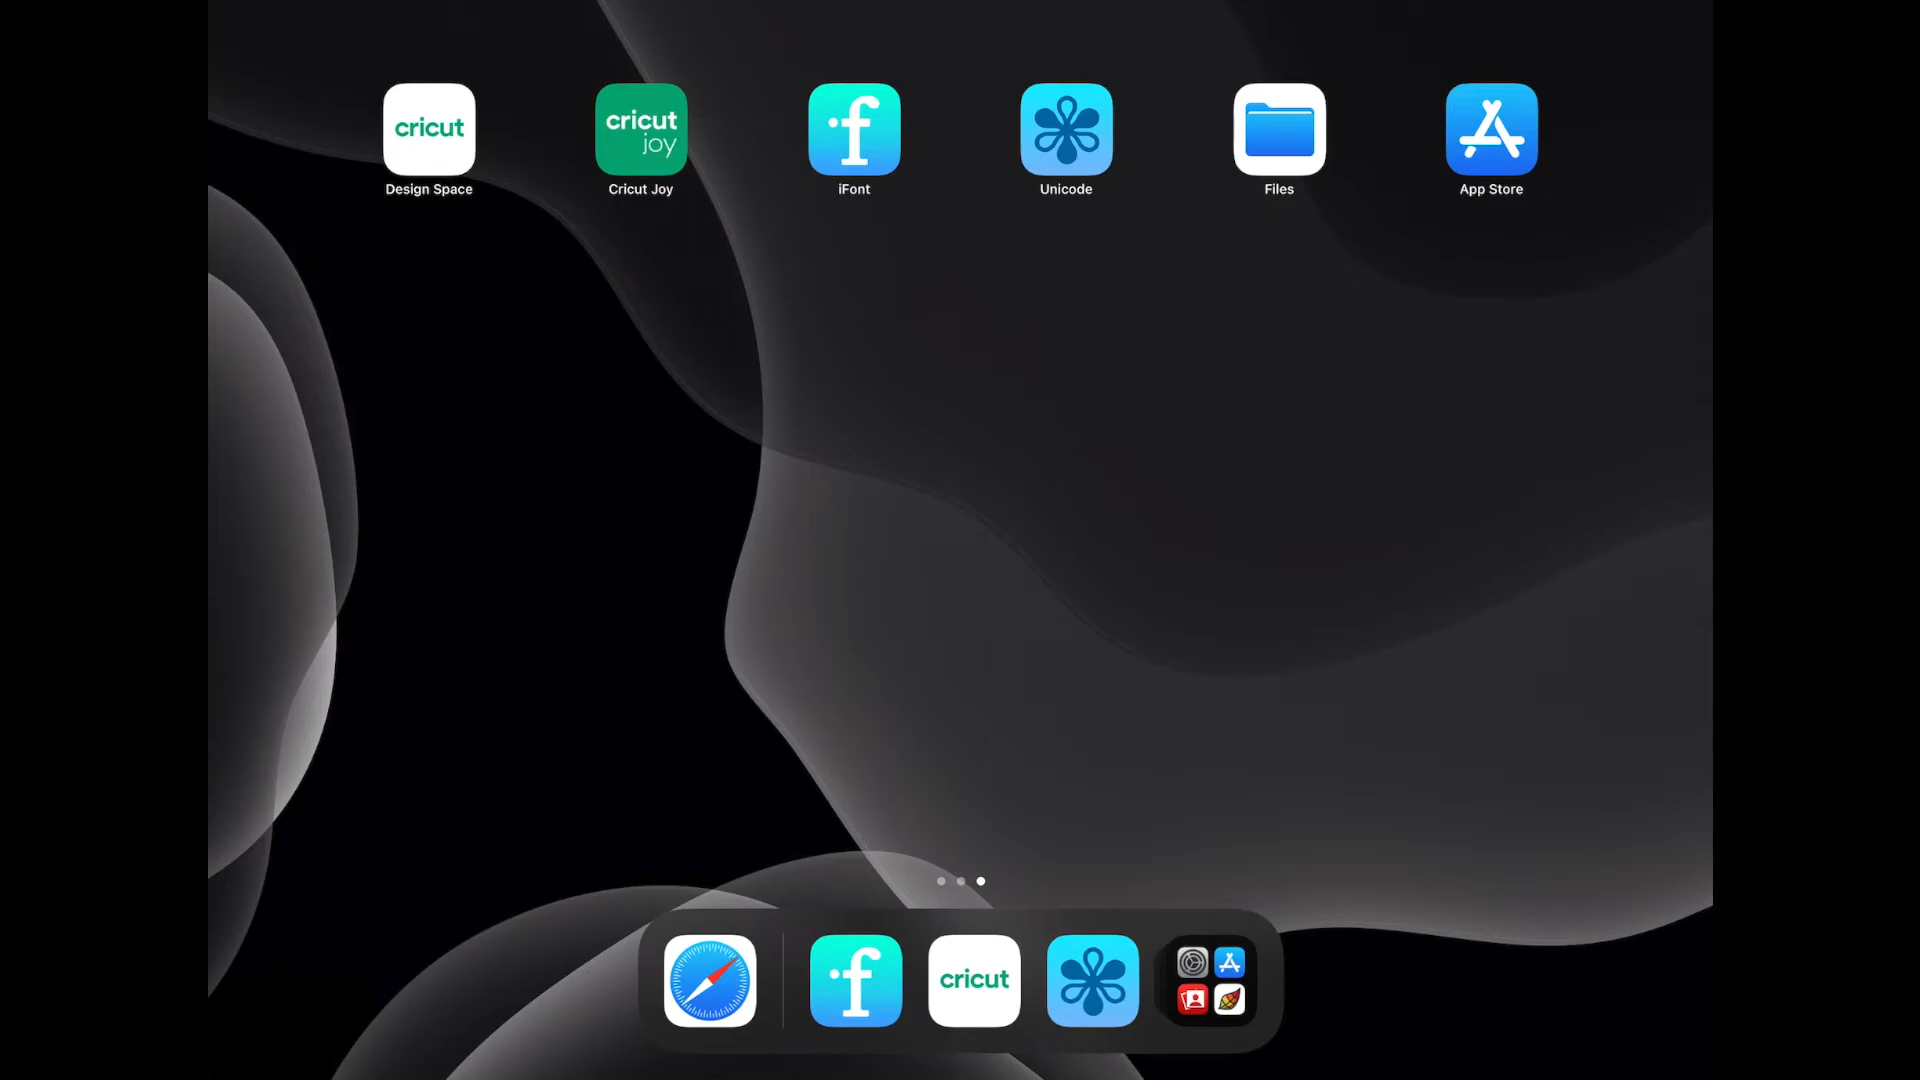 cricut
cricut
joy
f
Design Space
Cricut Joy
iFont
Unicode
Files
App Store
f
cricut